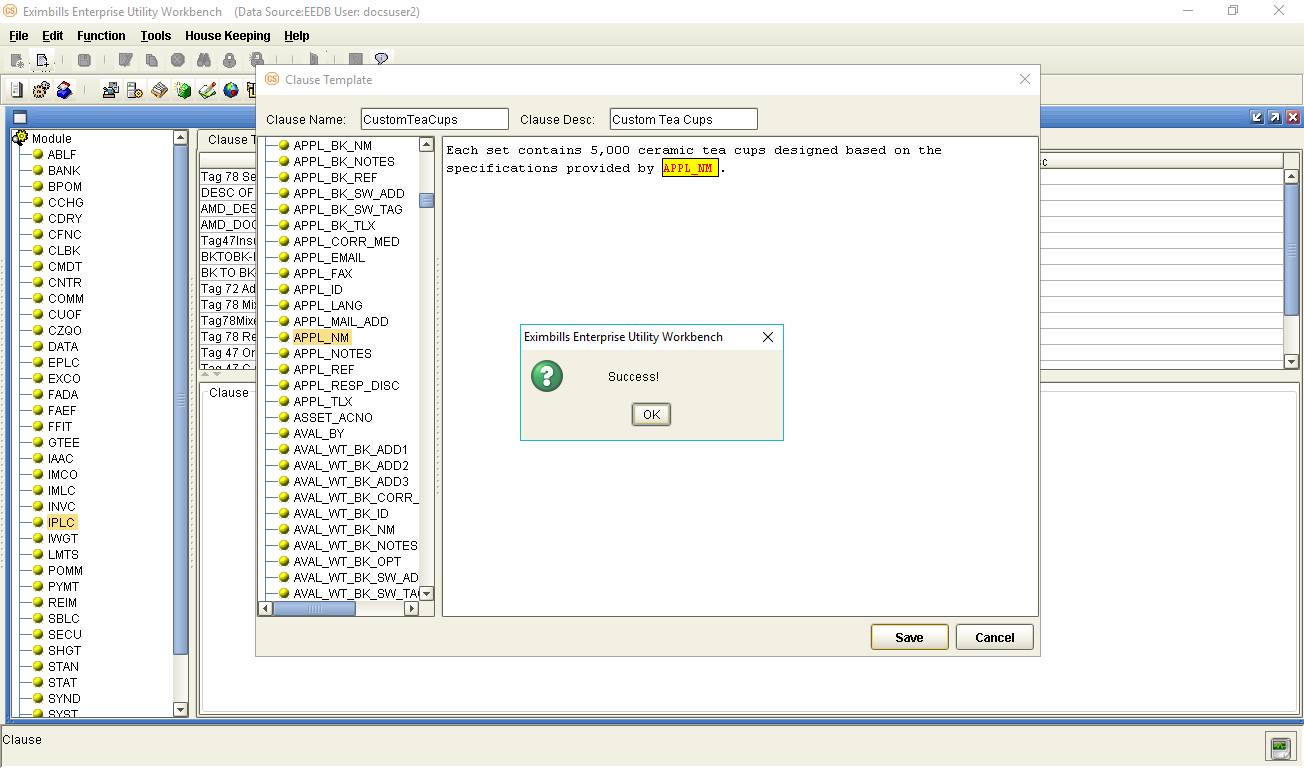 Eximbills Enterprise Utility Workbench (Data Source:EEDB User: docsuser2)
File Edit Function Tools House Keeping Help
Clause Template
Clause Name: CustomTeaCups Clause Desc: Custom Tea Cups
Module
ABLF
BANK
BPOM
CCHG
CDRY
CFNC
CLBK
CMDT
CNTR
COMM
CUOF
CZQO
DATA
EPLC
EXCO
FADA
FAEF
FFIT
GTEE
IAAC
IMCO
IMLC
INVC
IPLC
IWGT
LMTS
POMM
PYMT
REIM
SBLC
SECU
SHGT
STAN
STAT
SYND
SYST
Clause T
Tag 78 Se
DESC OF
AMD_DES
AMD_DOC
Tag47Insu
BKTOBK-I
BK TO BK
Tag 72 Ad
Tag 78 Mix
Tag78Mixe
Tag 78 Re
Tag 47 Or
Clause
APPL_BK_NM
APPL_BK_NOTES
APPL_BK_REF
APPL_BK_SW_ADD
APPL_BK_SW_TAG
APPL_BK_TLX
APPL_CORR_MED
APPL_EMAIL
APPL_FAX
APPL_ID
APPL_LANG
APPL_MAIL_ADD
APPL_NM
APPL_NOTES
APPL_REF
APPL_RESP_DISC
APPL_TLX
ASSET_ACNO
AVAL_BY
AVAL_WT_BK_ADD1
AVAL_WT_BK_ADD2
AVAL_WT_BK_ADD3
AVAL_WT_BK_CORR_
AVAL_WT_BK_ID
AVAL_WT_BK_NM
AVAL_WT_BK_NOTES
AVAL_WT_BK_OPT
AVAL_WT_BK_SW_AD
AVAL_WT_BK_SW_TAG
Each set contains 5,000 ceramic tea cups designed based on the
specifications provided by APPL_NM .
sc
Eximbills Enterprise Utility Workbench
Success!
OK
Save Cancel
Clause